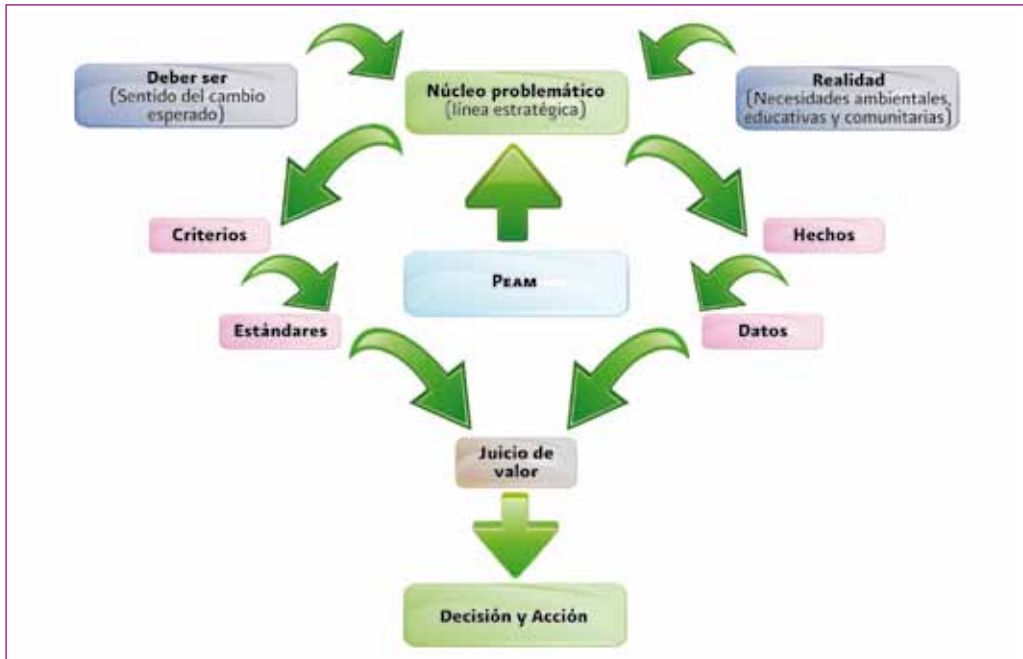 Deber ser
(Sentido del cambio
esperado)
Núcleo problemático
(línea estratégica)
Realidad
(Necesidades ambientales,
educativas y comunitarias)
Criterios
Hechos
PEAM
Estándares
Datos
Juicio de
valor
Decisión y Acción